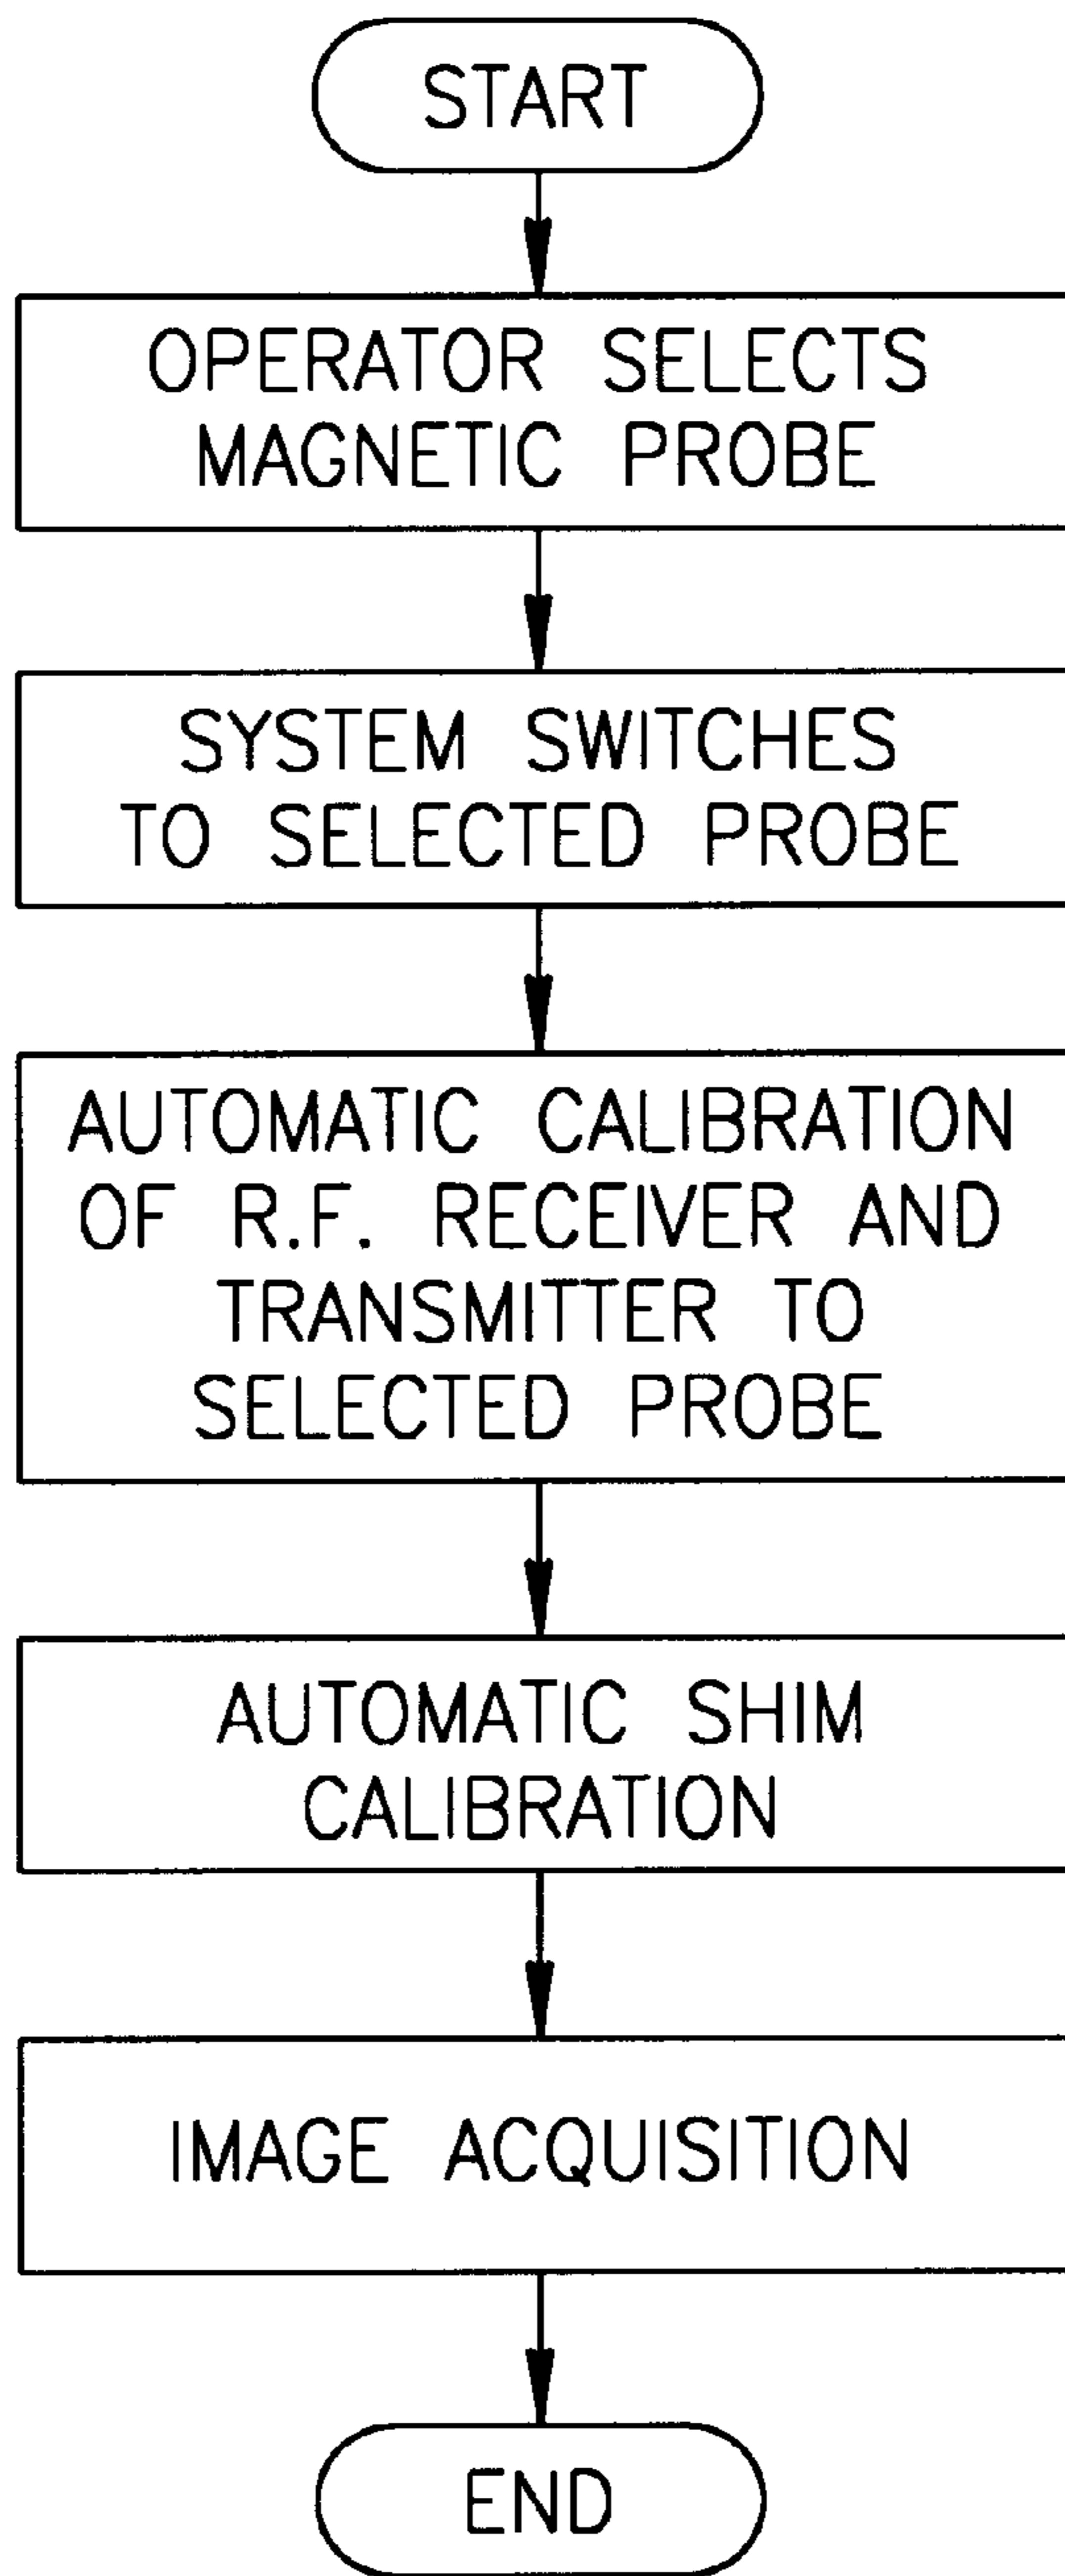 START
OPERATOR SELECTS
MAGNETIC PROBE
SYSTEM SWITCHES
TO SELECTED PROBE
AUTOMATIC CALIBRATION
OF R.F. RECEIVER AND
TRANSMITTER TO
SELECTED PROBE
AUTOMATIC SHIM
CALIBRATION
IMAGE ACQUISITION
END